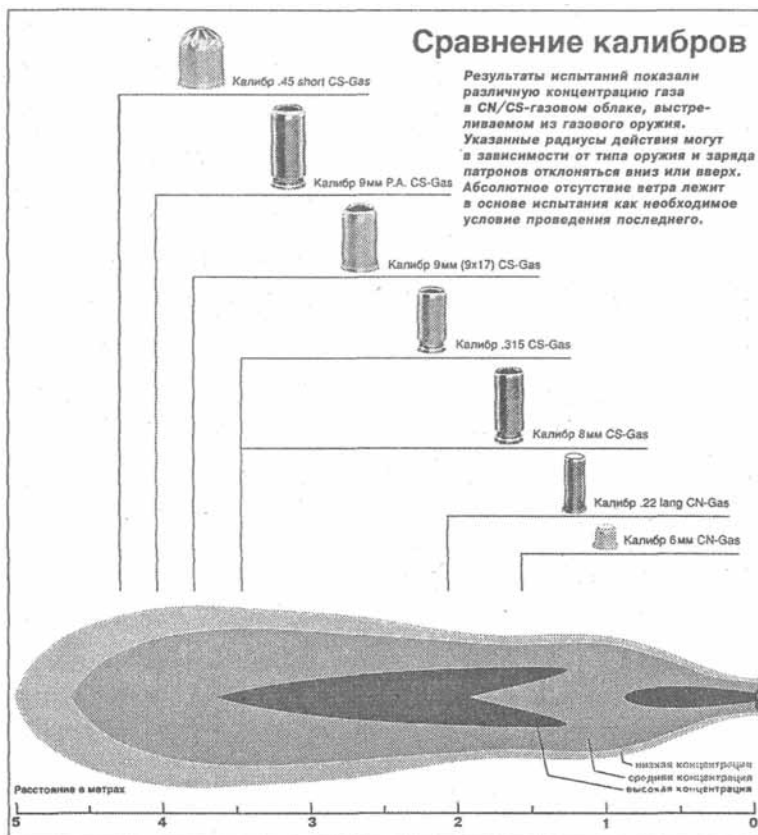 Сравнение калибров
Результаты испытаний показали
различную концентрацию газа
в CN/CS-газовом облаке, выстре-
ливаемом из газового оружия.
Указанные радиусы действия могут
в зависимости от типа оружия и заряда
патронов отклоняться вниз или вверх.
Абсолютное отсутствие ветра лежит
в основе испытания как необходимое
условие проведения последнего.
Калибр .45 short CS-Gas
Калибр 9мм P.A. CS-Gas
Калибр 9мм (9x17) CS-Gas
Калибр .315 CS-Gas
Калибр 8мм CS-Gas
Калибр .22 lang CN-Gas
Калибр 6мм CN-Gas
низкая концентрация
средняя концентрация
высокая концентрация
Расстояние в метрах
5 4 3 2 1 0